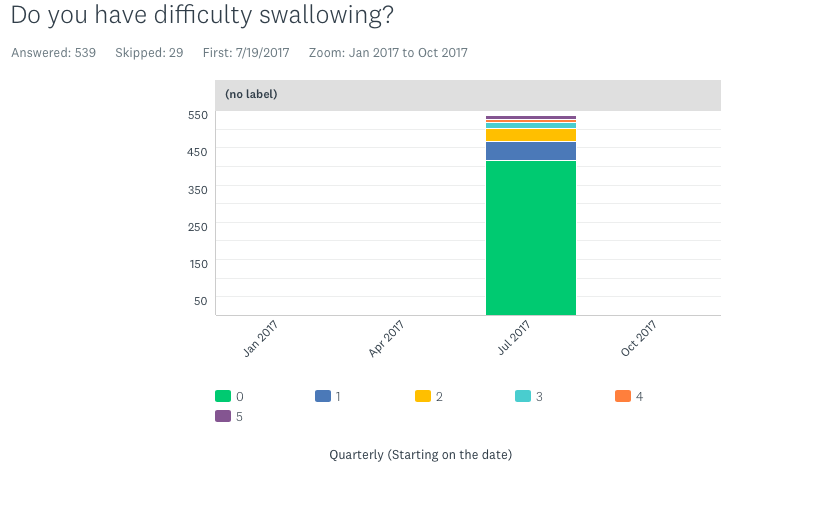 Do you have difficulty swallowing?
Answered: 539 Skipped: 29 First: 7/19/2017 Zoom: Jan 2017 to Oct 2017
(no label)
550
450
350
250
150
50
Jan 2017 Apr 2017 Jul 2017 Oct 2017
0 1 2 3 4
5
Quarterly (Starting on the date)